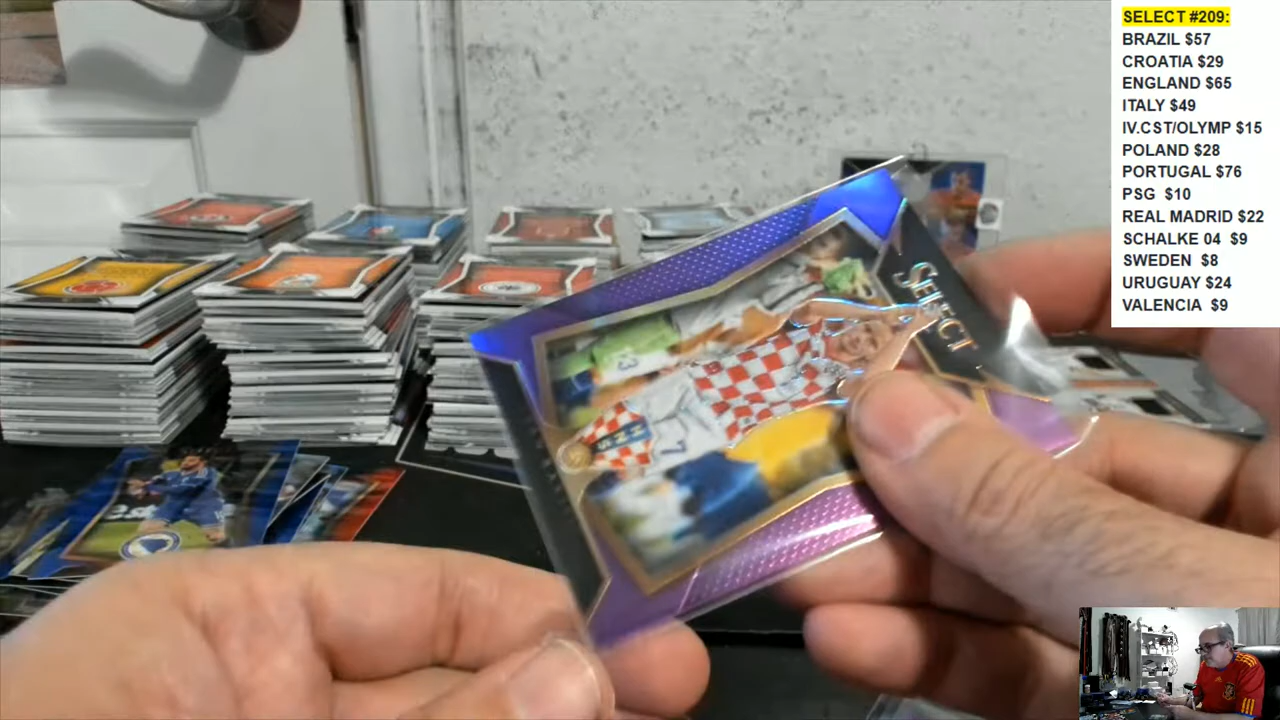 SELECT #209:
BRAZIL $57
CROATIA $29
ENGLAND $65
ITALY $49
IV.CST/OLYMP $15
POLAND $28
PORTUGAL $76
PSG $10
REAL MADRID $22
SCHALKE 04 $9
SWEDEN $8
URUGUAY $24
VALENCIA $9
SELECT
7